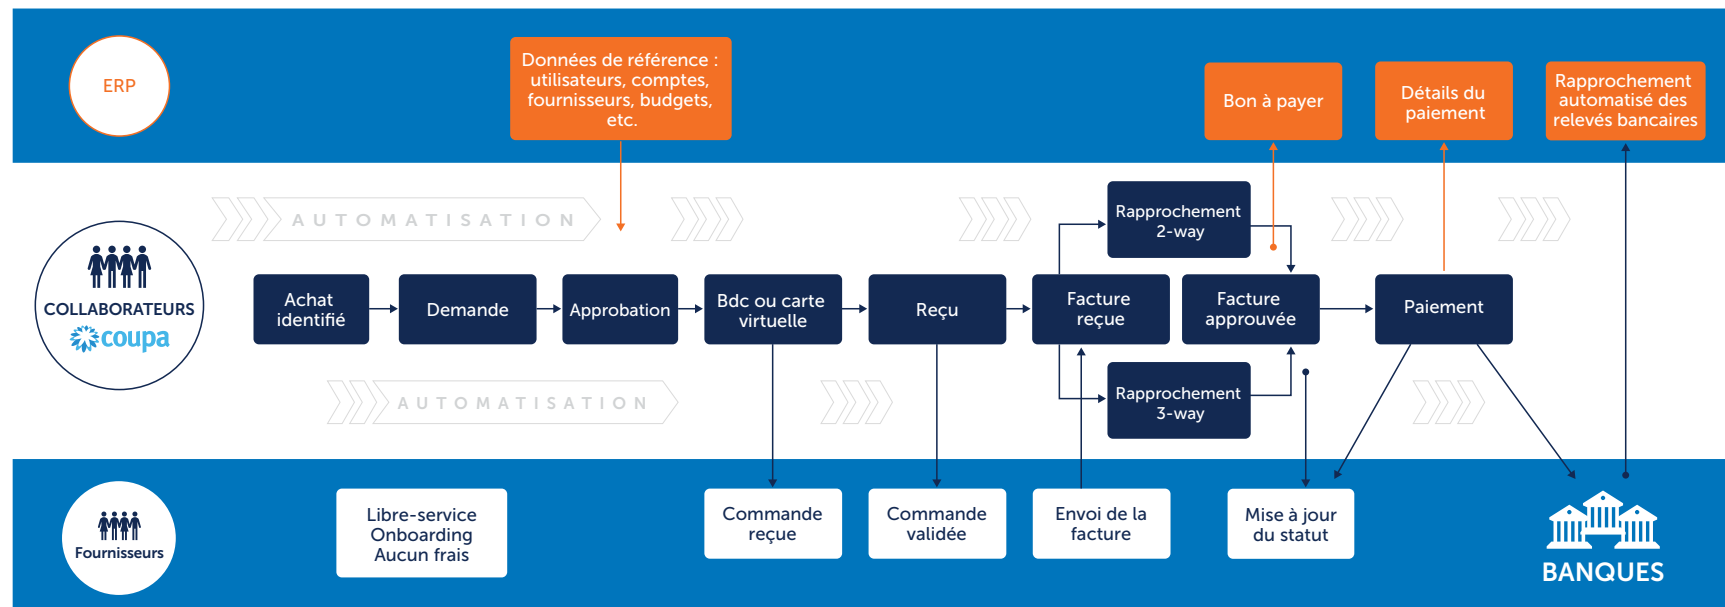 ERP
Données de référence :
utilisateurs, comptes,
fournisseurs, budgets,
etc.
Bon à payer
Détails du
paiement
Rapprochement
automatisé des
relevés bancaires
AUTOMATISATION
COLLABORATEURS
coupa
Achat
identifié
Demande
Approbation
Bdc ou carte
virtuelle
Reçu
Facture
reçue
Rapprochement
2-way
Rapprochement
3-way
Facture
approuvée
Paiement
AUTOMATISATION
Fournisseurs
Libre-service
Onboarding
Aucun frais
Commande
reçue
Commande
validée
Envoi de la
facture
Mise à jour
du statut
BANQUES